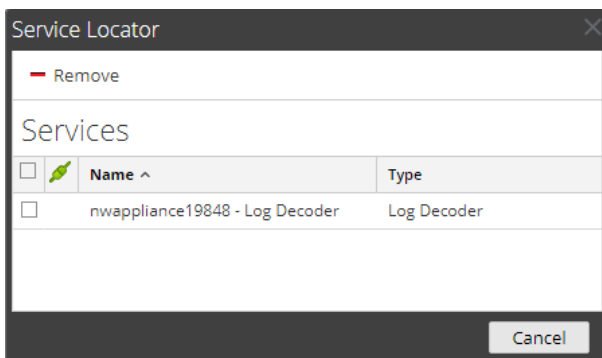 Service Locator
Remove
Services
Name Type
nwappliance19848 - Log Decoder Log Decoder
Cancel